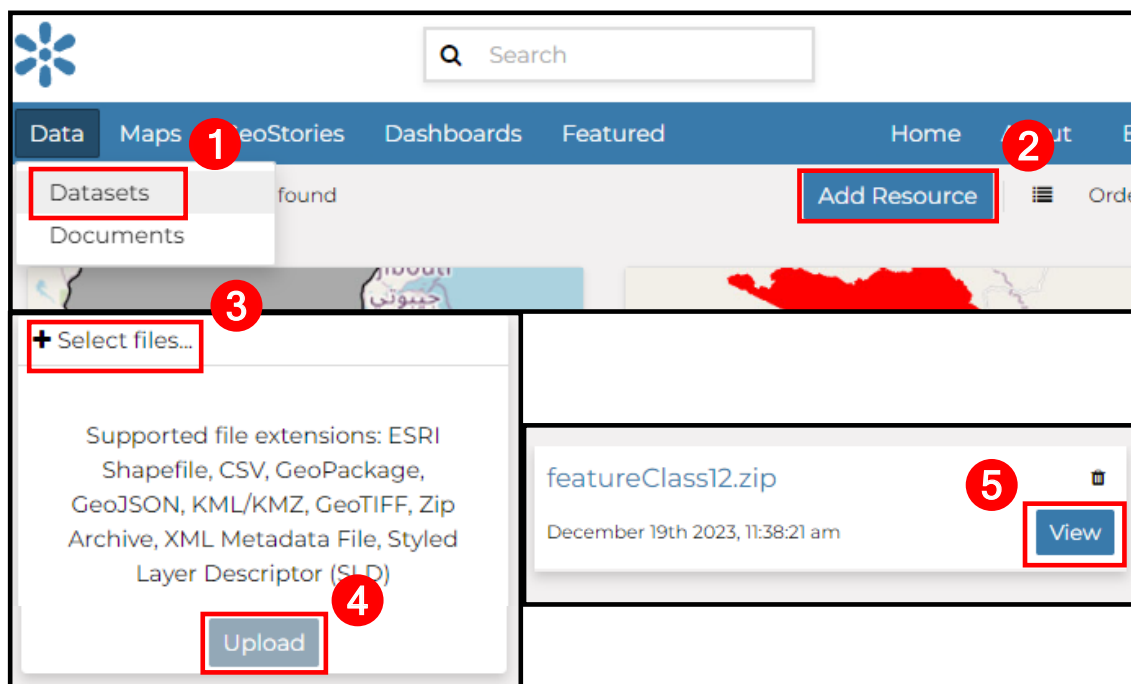 Search
Data Maps GeoStories Dashboards Featured Home About
1
2
Datasets found Add Resource Orde
Documents
جيبوتي
3
+ Select files...
Supported file extensions: ESRI
Shapefile, CSV, GeoPackage,
GeoJSON, KML/KMZ, GeoTIFF, Zip
Archive, XML Metadata File, Styled
Layer Descriptor (SLD)
4
Upload
featureClass12.zip
5
December 19th 2023, 11:38:21 am View